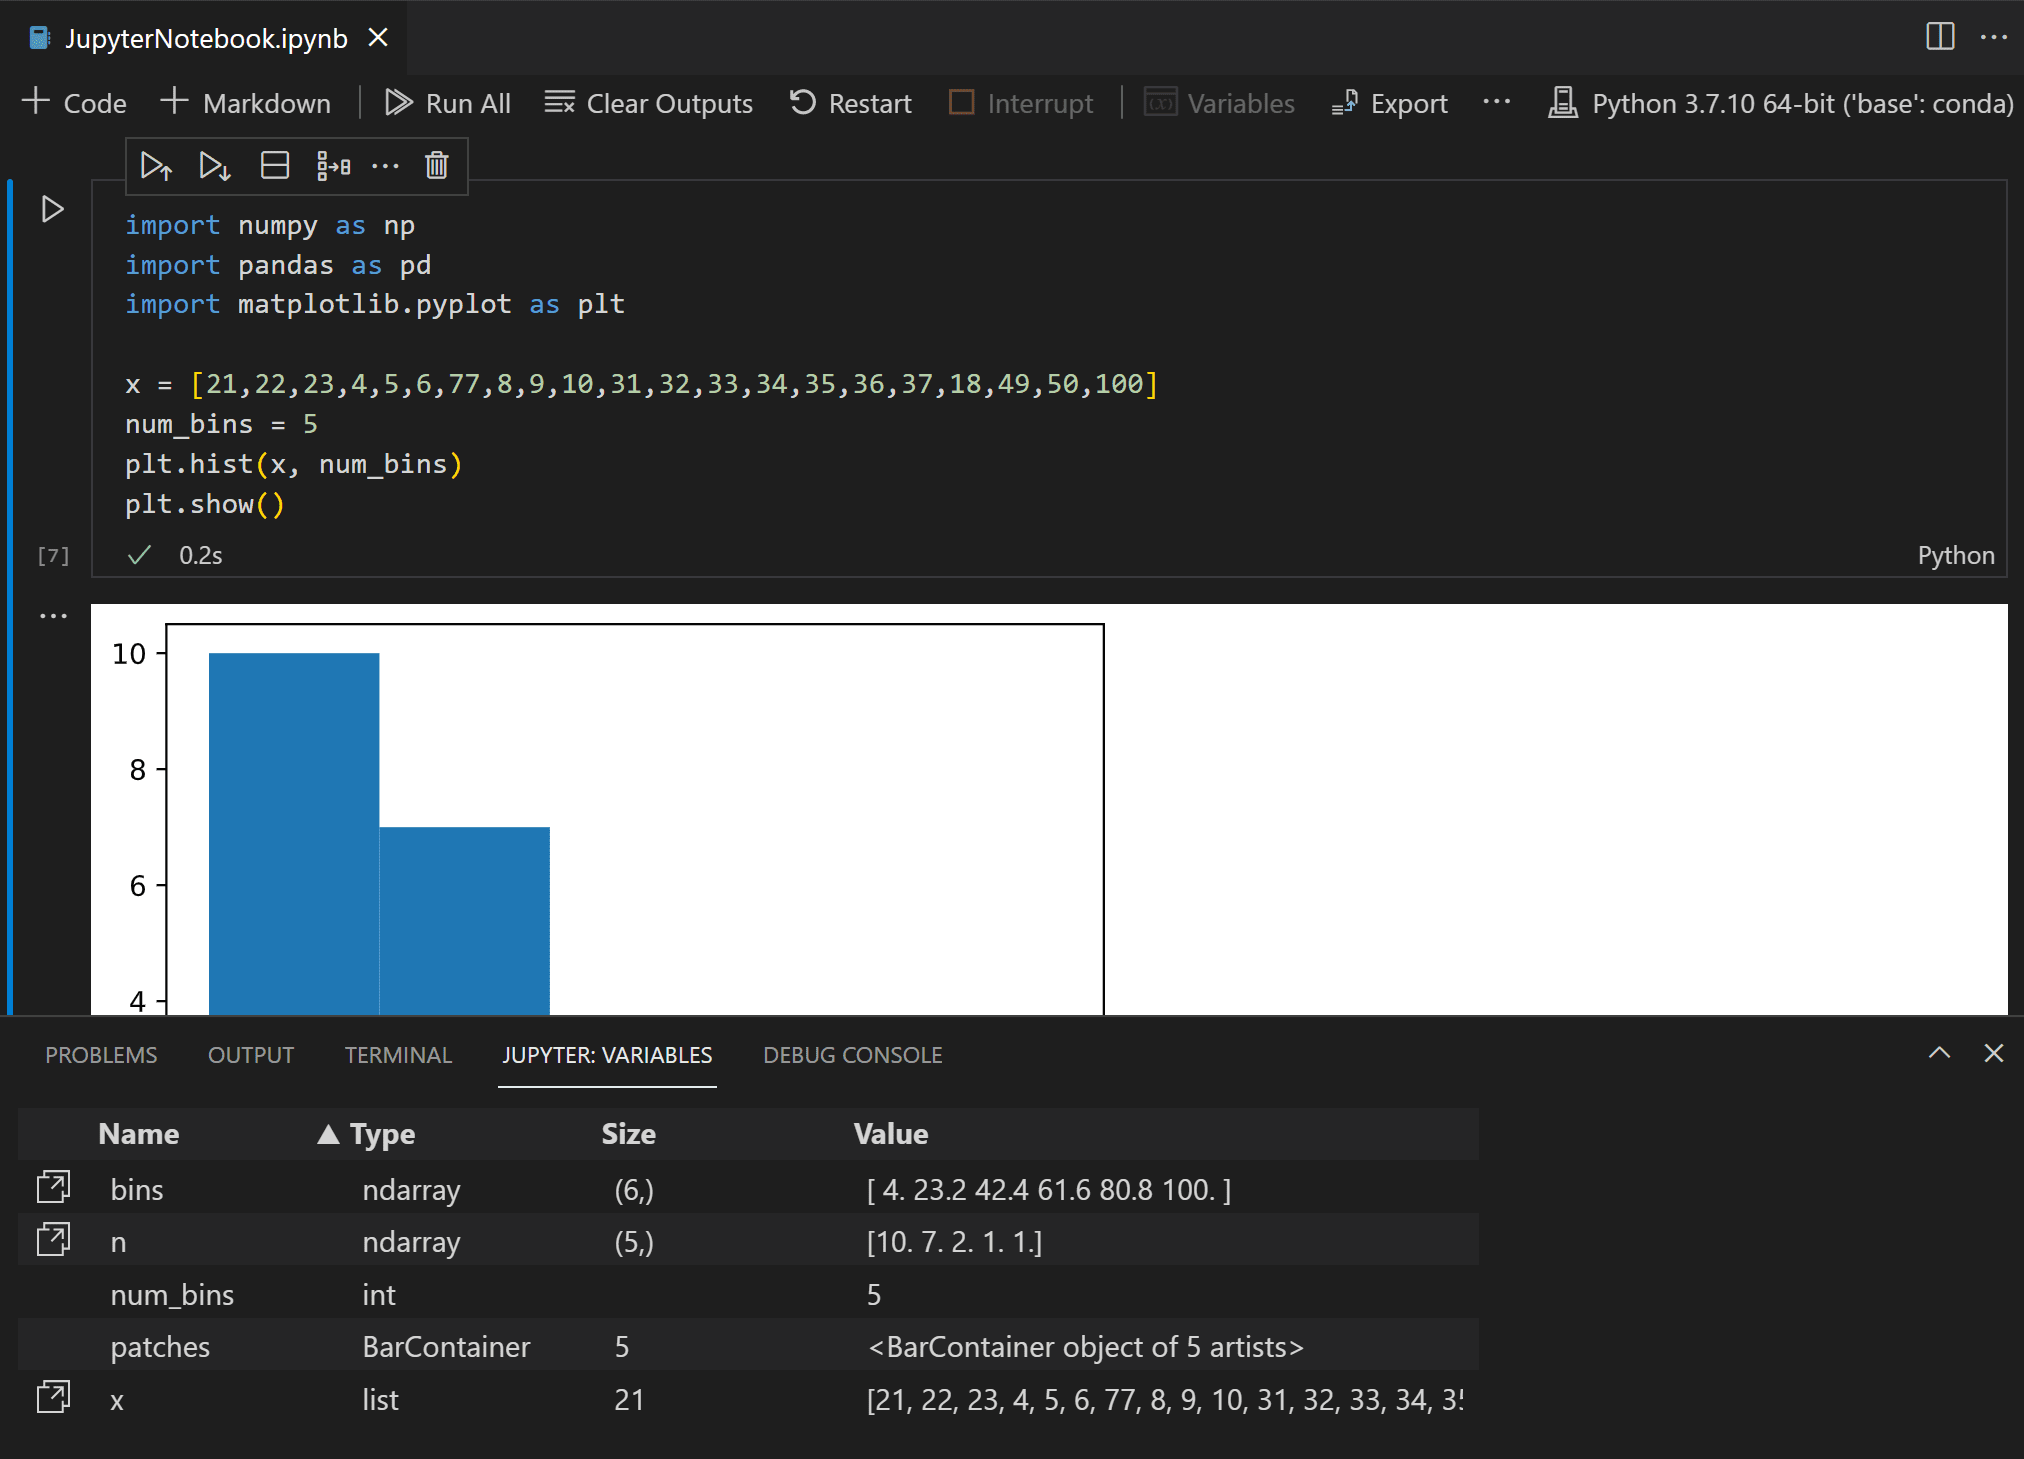 JupyterNotebook.ipynb
Code Markdown Run All Clear Outputs Restart Interrupt Variables Export Python 3.7.10 64-bit ('base': conda)
import numpy as np
import pandas as pd
import matplotlib.pyplot as plt
x = [21,22,23,4,5,6,77,8,9,10,31,32,33,34,35,36,37,18,49,50,100]
num_bins = 5
plt.hist(x, num_bins)
plt.show()
[7] 0.2s Python
10
8
6
4
PROBLEMS OUTPUT TERMINAL JUPYTER: VARIABLES DEBUG CONSOLE
Name Type Size Value
bins ndarray (6,) [ 4. 23.2 42.4 61.6 80.8 100. ]
n ndarray (5,) [10. 7. 2. 1. 1.]
num_bins int 5
patches BarContainer 5 <BarContainer object of 5 artists>
x list 21 [21, 22, 23, 4, 5, 6, 77, 8, 9, 10, 31, 32, 33, 34, 35